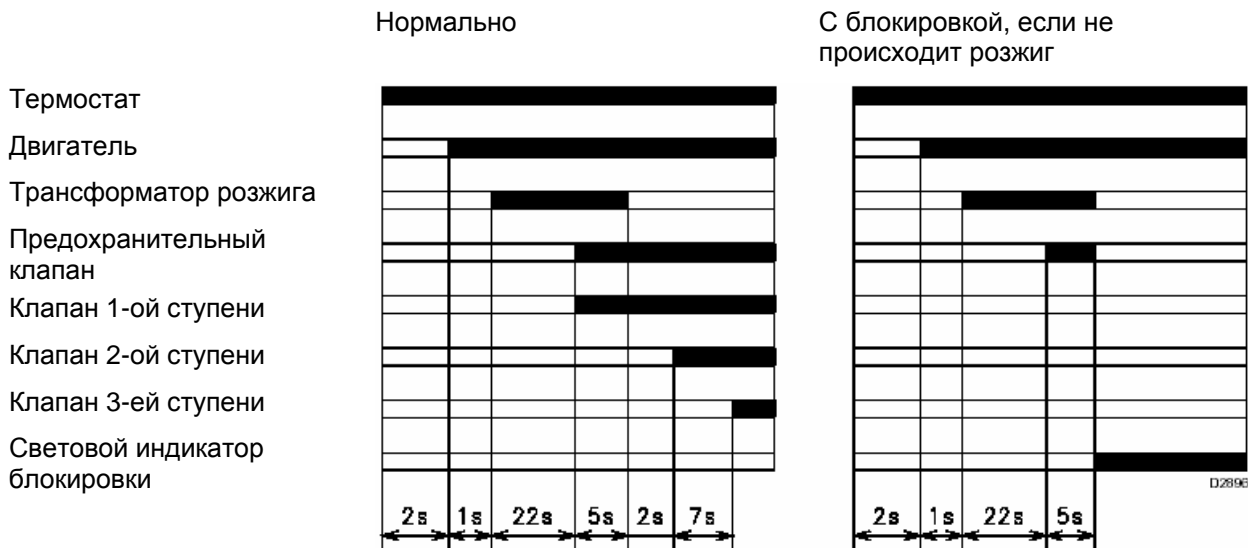 Нормально
С блокировкой, если не
происходит розжиг
Термостат
Двигатель
Трансформатор розжига
Предохранительный
клапан
Клапан 1-ой ступени
Клапан 2-ой ступени
Клапан 3-ей ступени
Световой индикатор
блокировки
D2896
2s 1s 22s 5s 2s 7s
2s 1s 22s 5s